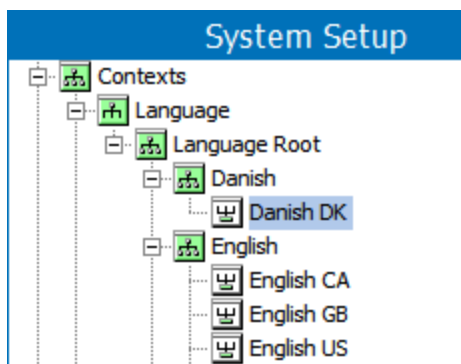 System Setup
Contexts
Language
Language Root
Danish
Danish DK
English
English CA
English GB
English US